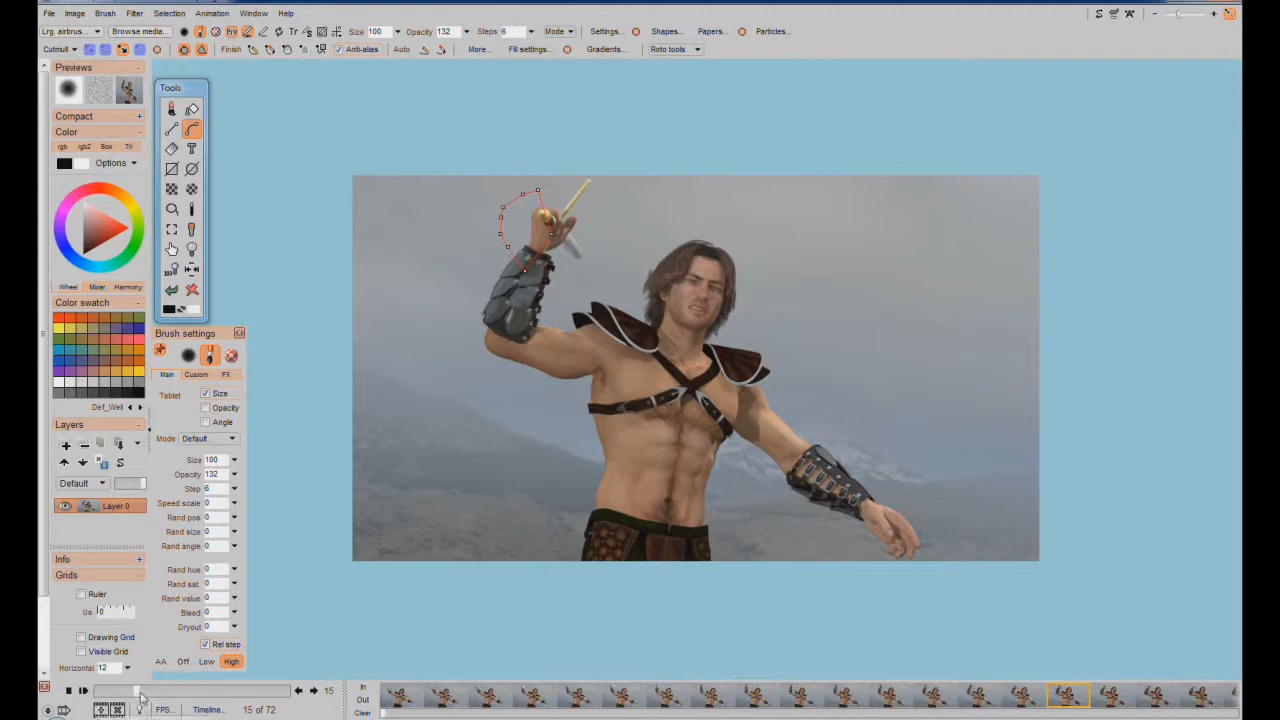 File Image Brush Filter Selection Animation Window Help
Lrg. airbrus... Browse media... Prv Tr Size 100 Opacity 132 Steps 6 Mode Settings... Shapes... Papers... Particles...
Cutmull Finish Anti-alias Auto More... Fill settings... Gradients... Roto tools
Previews -
Tools
Compact +
Color -
rgb rgb2 Box Tri
Options
Wheel Mixer Harmony
Color swatch -
Def_Well
Layers -
Default
Layer 0
Info +
Grids -
Ruler
Us 0
Drawing Grid
Visible Grid
Horizontal 12
Brush settings
Main Custom FX
Tablet Size
Opacity
Angle
Mode Default
Size 100
Opacity 132
Step 6
Speed scale 0
Rand pos 0
Rand size 0
Rand angle 0
Rand hue 0
Rand sat. 0
Rand value 0
Bleed 0
Dryout 0
Rel step
AA Off Low High
15
FPS... Timeline... 15 of 72
In
Out
Clear